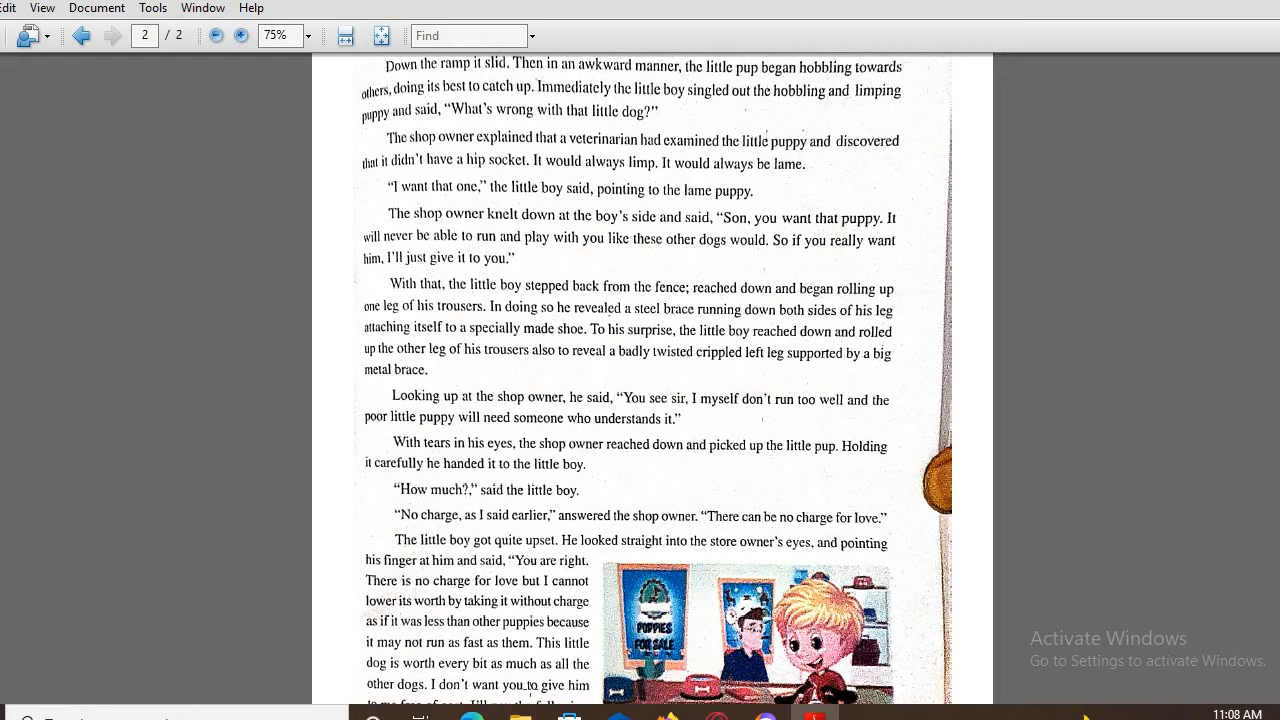 Edit View Document Tools Window Help
2 / 2 75% Find
Down the ramp it slid. Then in an awkward manner, the little pup began hobbling towards
others, doing its best to catch up. Immediately the little boy singled out the hobbling and limping
puppy and said, “What’s wrong with that little dog?”
The shop owner explained that a veterinarian had examined the little puppy and discovered
that it didn’t have a hip socket. It would always limp. It would always be lame.
“I want that one,” the little boy said, pointing to the lame puppy.
The shop owner knelt down at the boy’s side and said, “Son, you want that puppy. It
will never be able to run and play with you like these other dogs would. So if you really want
him, I’ll just give it to you.”
With that, the little boy stepped back from the fence; reached down and began rolling up
one leg of his trousers. In doing so he revealed a steel brace running down both sides of his leg
attaching itself to a specially made shoe. To his surprise, the little boy reached down and rolled
up the other leg of his trousers also to reveal a badly twisted crippled left leg supported by a big
metal brace.
Looking up at the shop owner, he said, “You see sir, I myself don’t run too well and the
poor little puppy will need someone who understands it.”
With tears in his eyes, the shop owner reached down and picked up the little pup. Holding
it carefully he handed it to the little boy.
“How much?,” said the little boy.
“No charge, as I said earlier,” answered the shop owner. “There can be no charge for love.”
The little boy got quite upset. He looked straight into the store owner’s eyes, and pointing
his finger at him and said, “You are right.
There is no charge for love but I cannot
lower its worth by taking it without charge
as if it was less than other puppies because
it may not run as fast as them. This little
dog is worth every bit as much as all the
other dogs. I don’t want you to give him
PUPPIES
FOR SALE
Activate Windows
Go to Settings to activate Windows.
11:08 AM